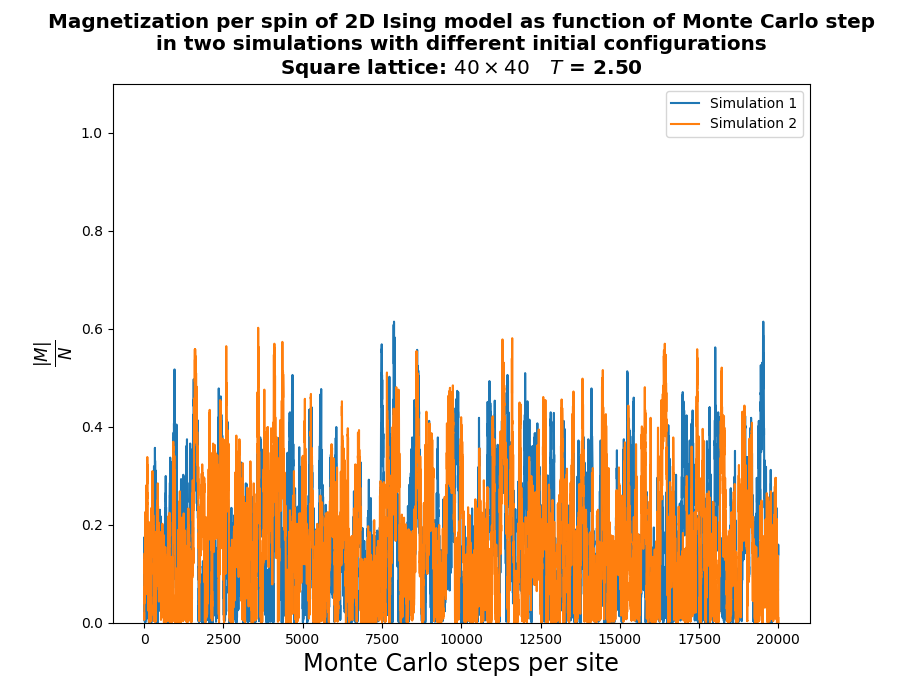 Magnetization per spin of 2D Ising model as function of Monte Carlo step
in two simulations with different initial configurations
Square lattice: 40 × 40 T = 2.50
Simulation 1
Simulation 2
1.0
0.8
0.6
0.4
0.2
0.0
|M|
N
0 2500 5000 7500 10000 12500 15000 17500 20000
Monte Carlo steps per site